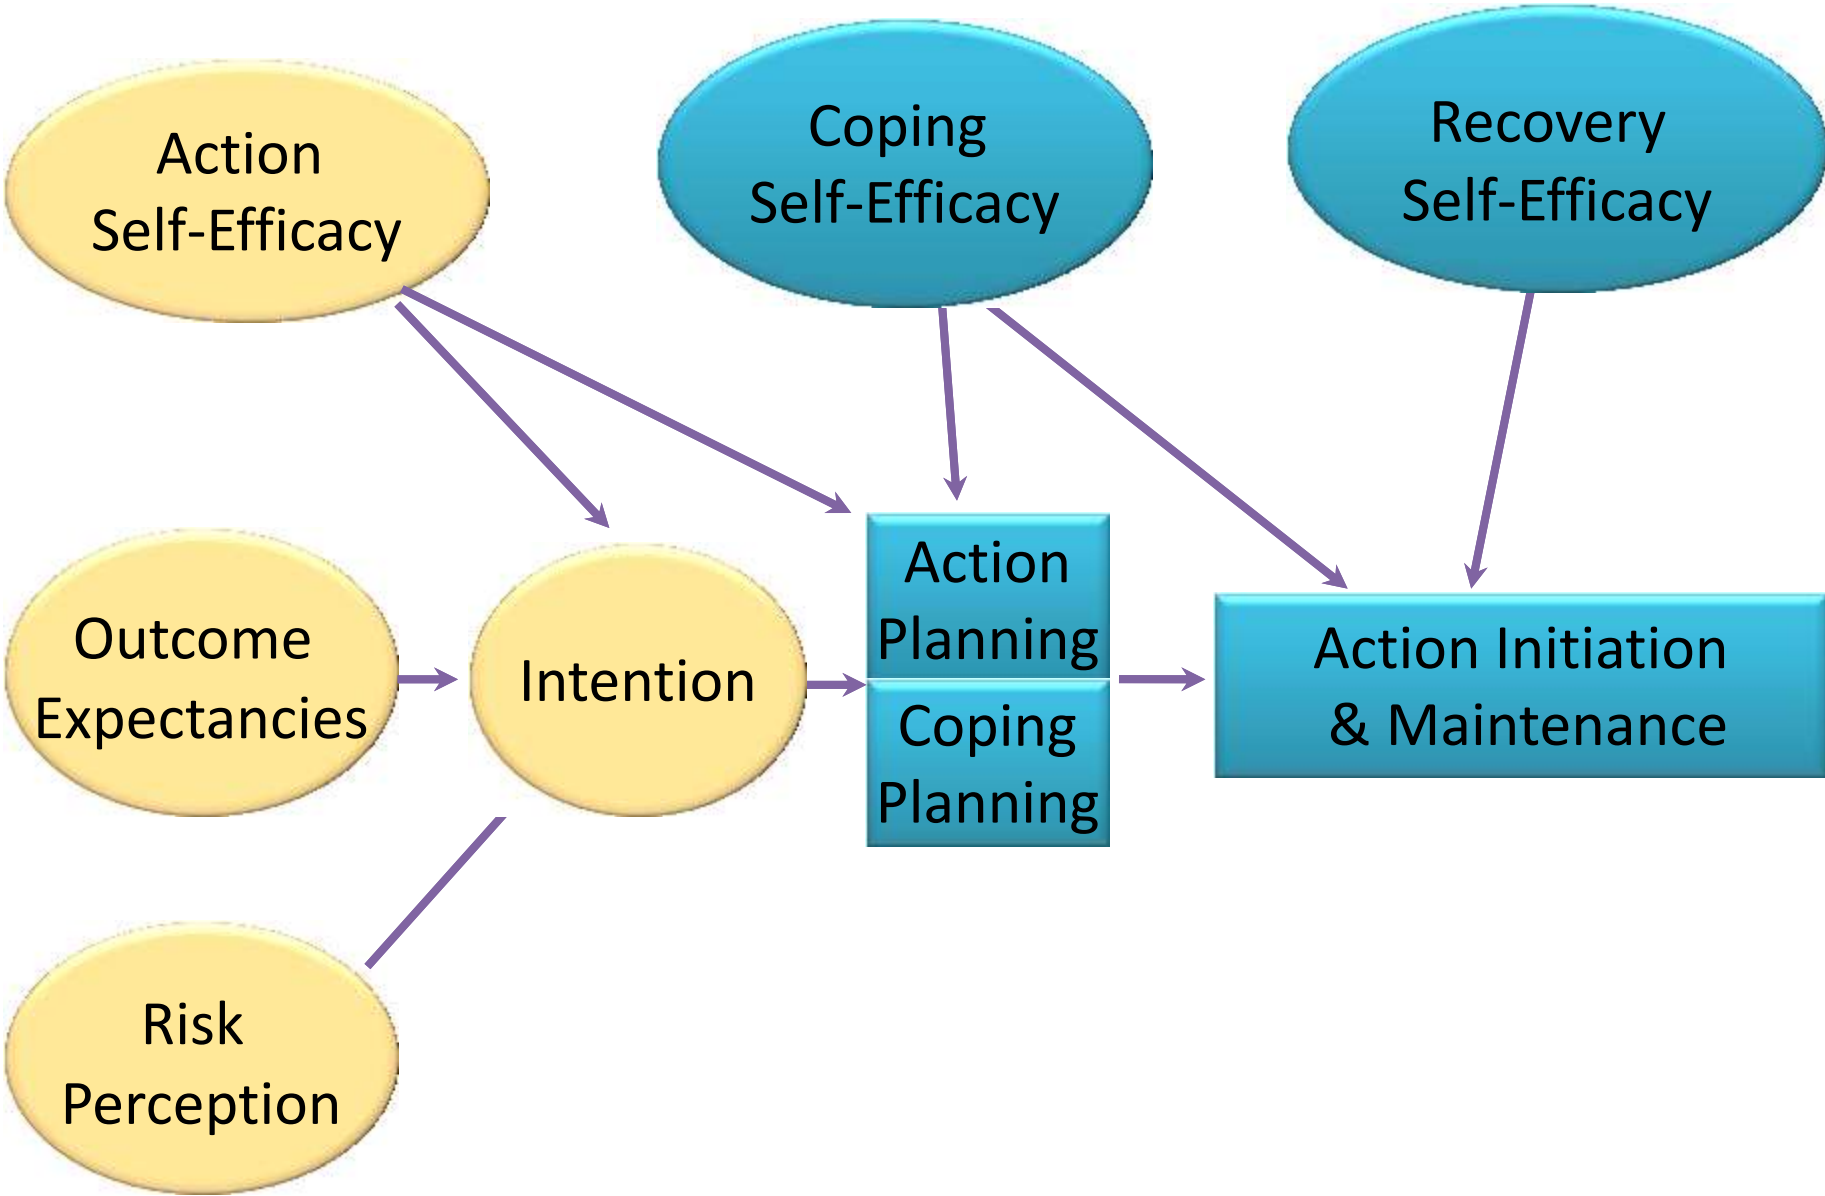 Action
Self-Efficacy
Coping
Self-Efficacy
Recovery
Self-Efficacy
Outcome
Expectancies
Intention
Action
Planning
Coping
Planning
Action Initiation
& Maintenance
Risk
Perception